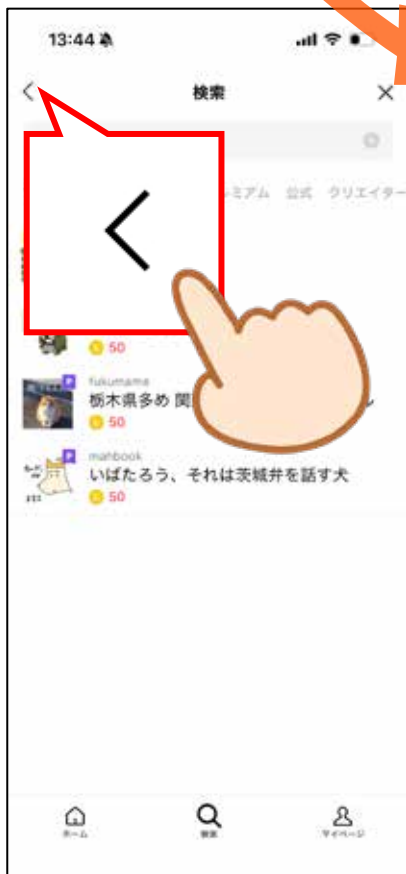 13:44
検索
レミアム 公式 クリエイター
50
fukumama
栃木県多め 関
50
mahbook
いばたろう、それは茨城弁を話す犬
50
ホーム 検索 マイページ